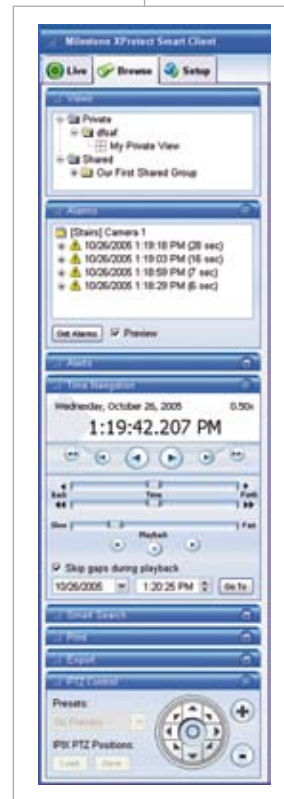 Milestone XProtect Smart Client
Live Browse Setup
Views
Private
dfsaf
My Private View
Shared
Our First Shared Group
Alarms
[Stairs] Camera 1
10/26/2005 1:19:18 PM (28 sec)
10/26/2005 1:19:03 PM (16 sec)
10/26/2005 1:18:59 PM (7 sec)
10/26/2005 1:18:29 PM (6 sec)
Get Alarms Preview
Alerts
Time Navigation
Wednesday, October 26, 2005 0.50x
1:19:42.207 PM
Back Time Forth
Slow Fast
Playback
Skip gaps during playback
10/26/2005 1:20:25 PM Go To
Smart Search
Print
Export
PTZ Control
Presets:
No Presets
IPIX PTZ Positions:
Load Save